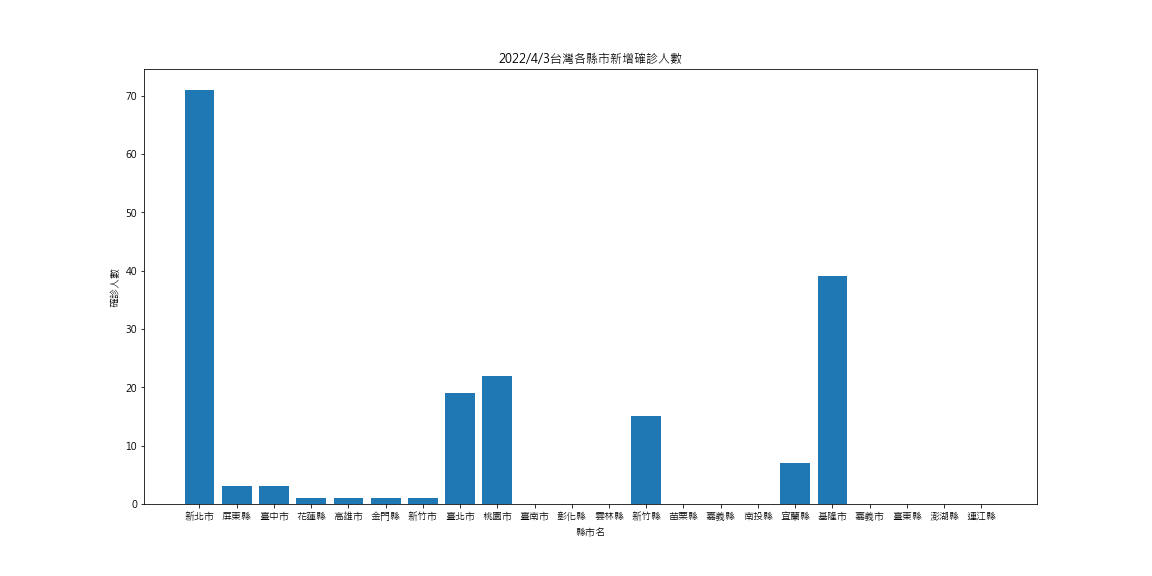 2022/4/3台灣各縣市新增確診人數
70
60
50
40
30
20
10
0
確診人數
新北市 屏東縣 臺中市 花蓮縣 高雄市 金門縣 新竹市 臺北市 桃園市 臺南市 彰化縣 雲林縣 新竹縣 苗栗縣 嘉義縣 南投縣 宜蘭縣 基隆市 嘉義市 臺東縣 澎湖縣 連江縣
縣市名